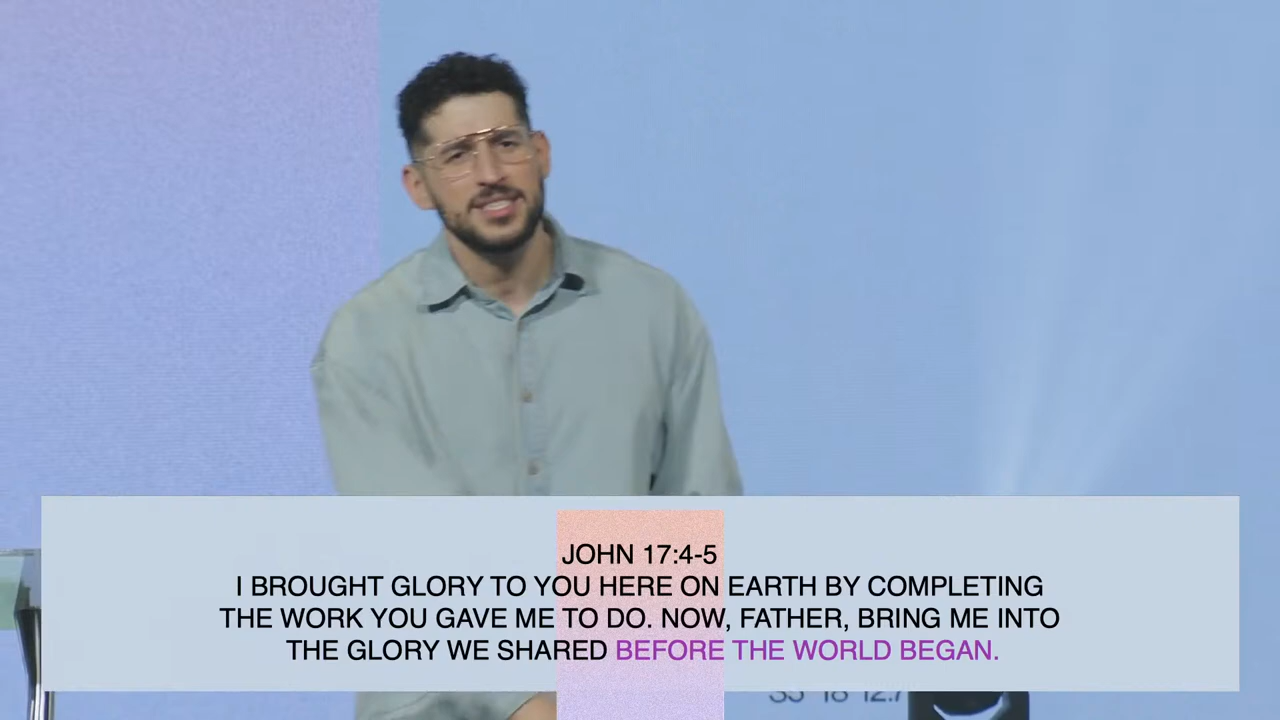 JOHN 17:4-5
I BROUGHT GLORY TO YOU HERE ON EARTH BY COMPLETING
THE WORK YOU GAVE ME TO DO. NOW, FATHER, BRING ME INTO
THE GLORY WE SHARED BEFORE THE WORLD BEGAN.